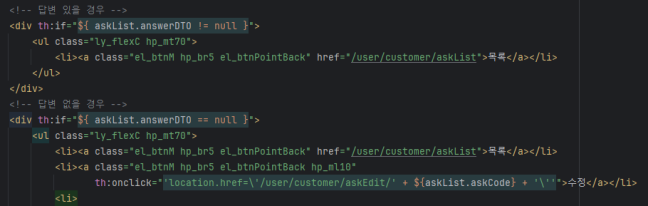 <!-- 답변 있을 경우 -->
<div th:if="${ askList.answerDTO != null }">
<ul class="ly_flexC hp_mt70">
<li><a class="el_btnM hp_br5 el_btnPointBack" href="/user/customer/askList">목록</a></li>
</ul>
</div>
<!-- 답변 없을 경우 -->
<div th:if="${ askList.answerDTO == null }">
<ul class="ly_flexC hp_mt70">
<li><a class="el_btnM hp_br5 el_btnPointBack" href="/user/customer/askList">목록</a></li>
<li><a class="el_btnM hp_br5 el_btnPointBack hp_ml10"
th:onclick="'location.href=\'/user/customer/askEdit/' + ${askList.askCode} + '\''">수정</a></li>
<li>